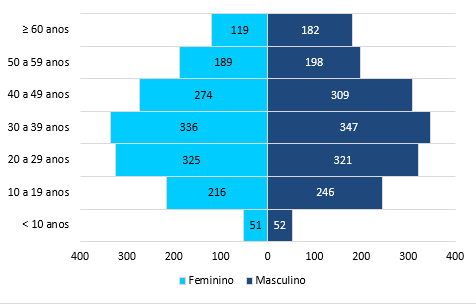 ≥ 60 anos 119 182
50 a 59 anos 189 198
40 a 49 anos 274 309
30 a 39 anos 336 347
20 a 29 anos 325 321
10 a 19 anos 216 246
< 10 anos 51 52
400 300 200 100 0 100 200 300 400
Feminino Masculino